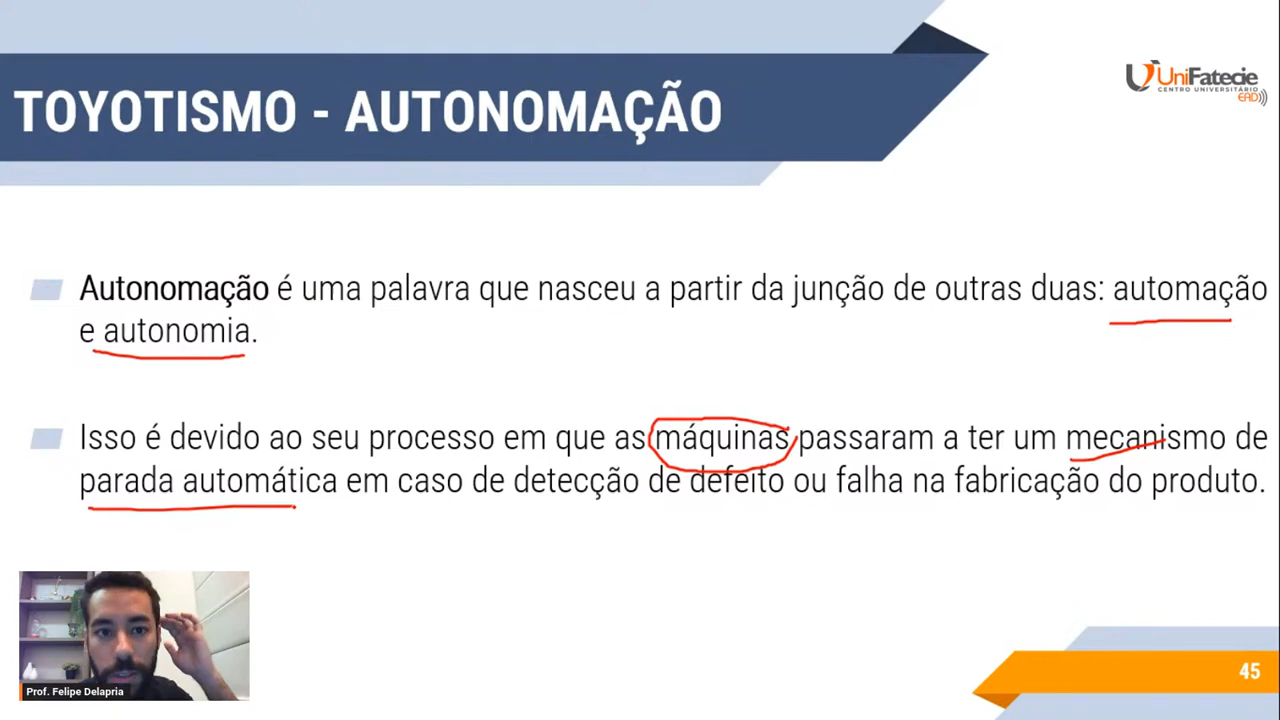 UniFatecie
CENTRO UNIVERSITÁRIO
EAD
TOYOTISMO - AUTONOMAÇÃO
Autonomação é uma palavra que nasceu a partir da junção de outras duas: automação
e autonomia.
Isso é devido ao seu processo em que as máquinas passaram a ter um mecanismo de
parada automática em caso de detecção de defeito ou falha na fabricação do produto.
Prof. Felipe Delapria
45